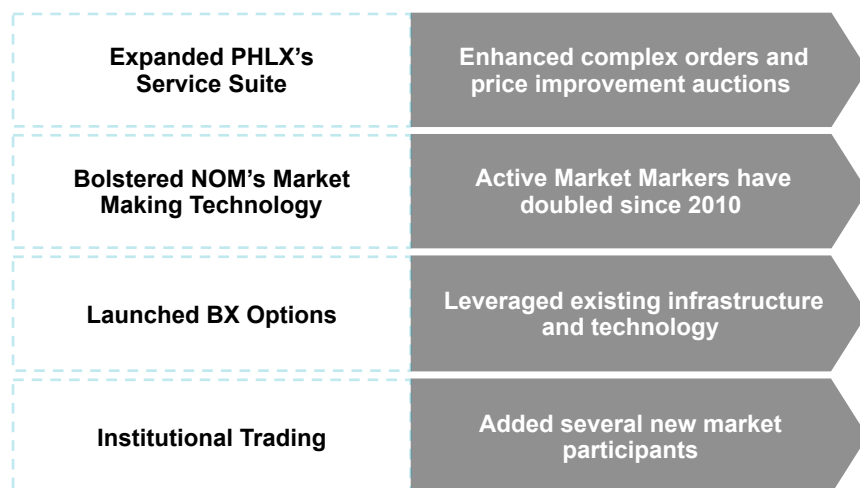 Expanded PHLX's
Service Suite
Enhanced complex orders and
price improvement auctions
Bolstered NOM's Market
Making Technology
Active Market Markers have
doubled since 2010
Launched BX Options
Leveraged existing infrastructure
and technology
Institutional Trading
Added several new market
participants